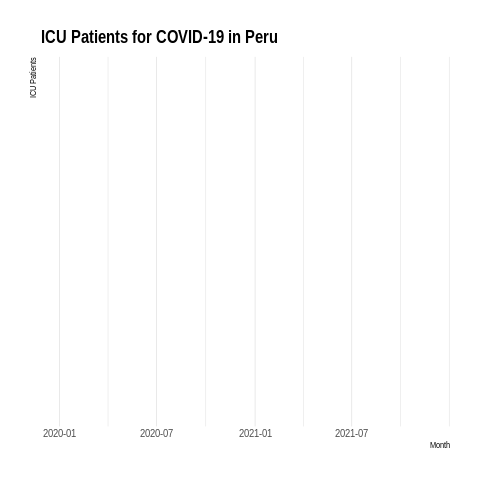 ICU Patients for COVID-19 in Peru
ICU Patients
2020-01 2020-07 2021-01 2021-07
Month